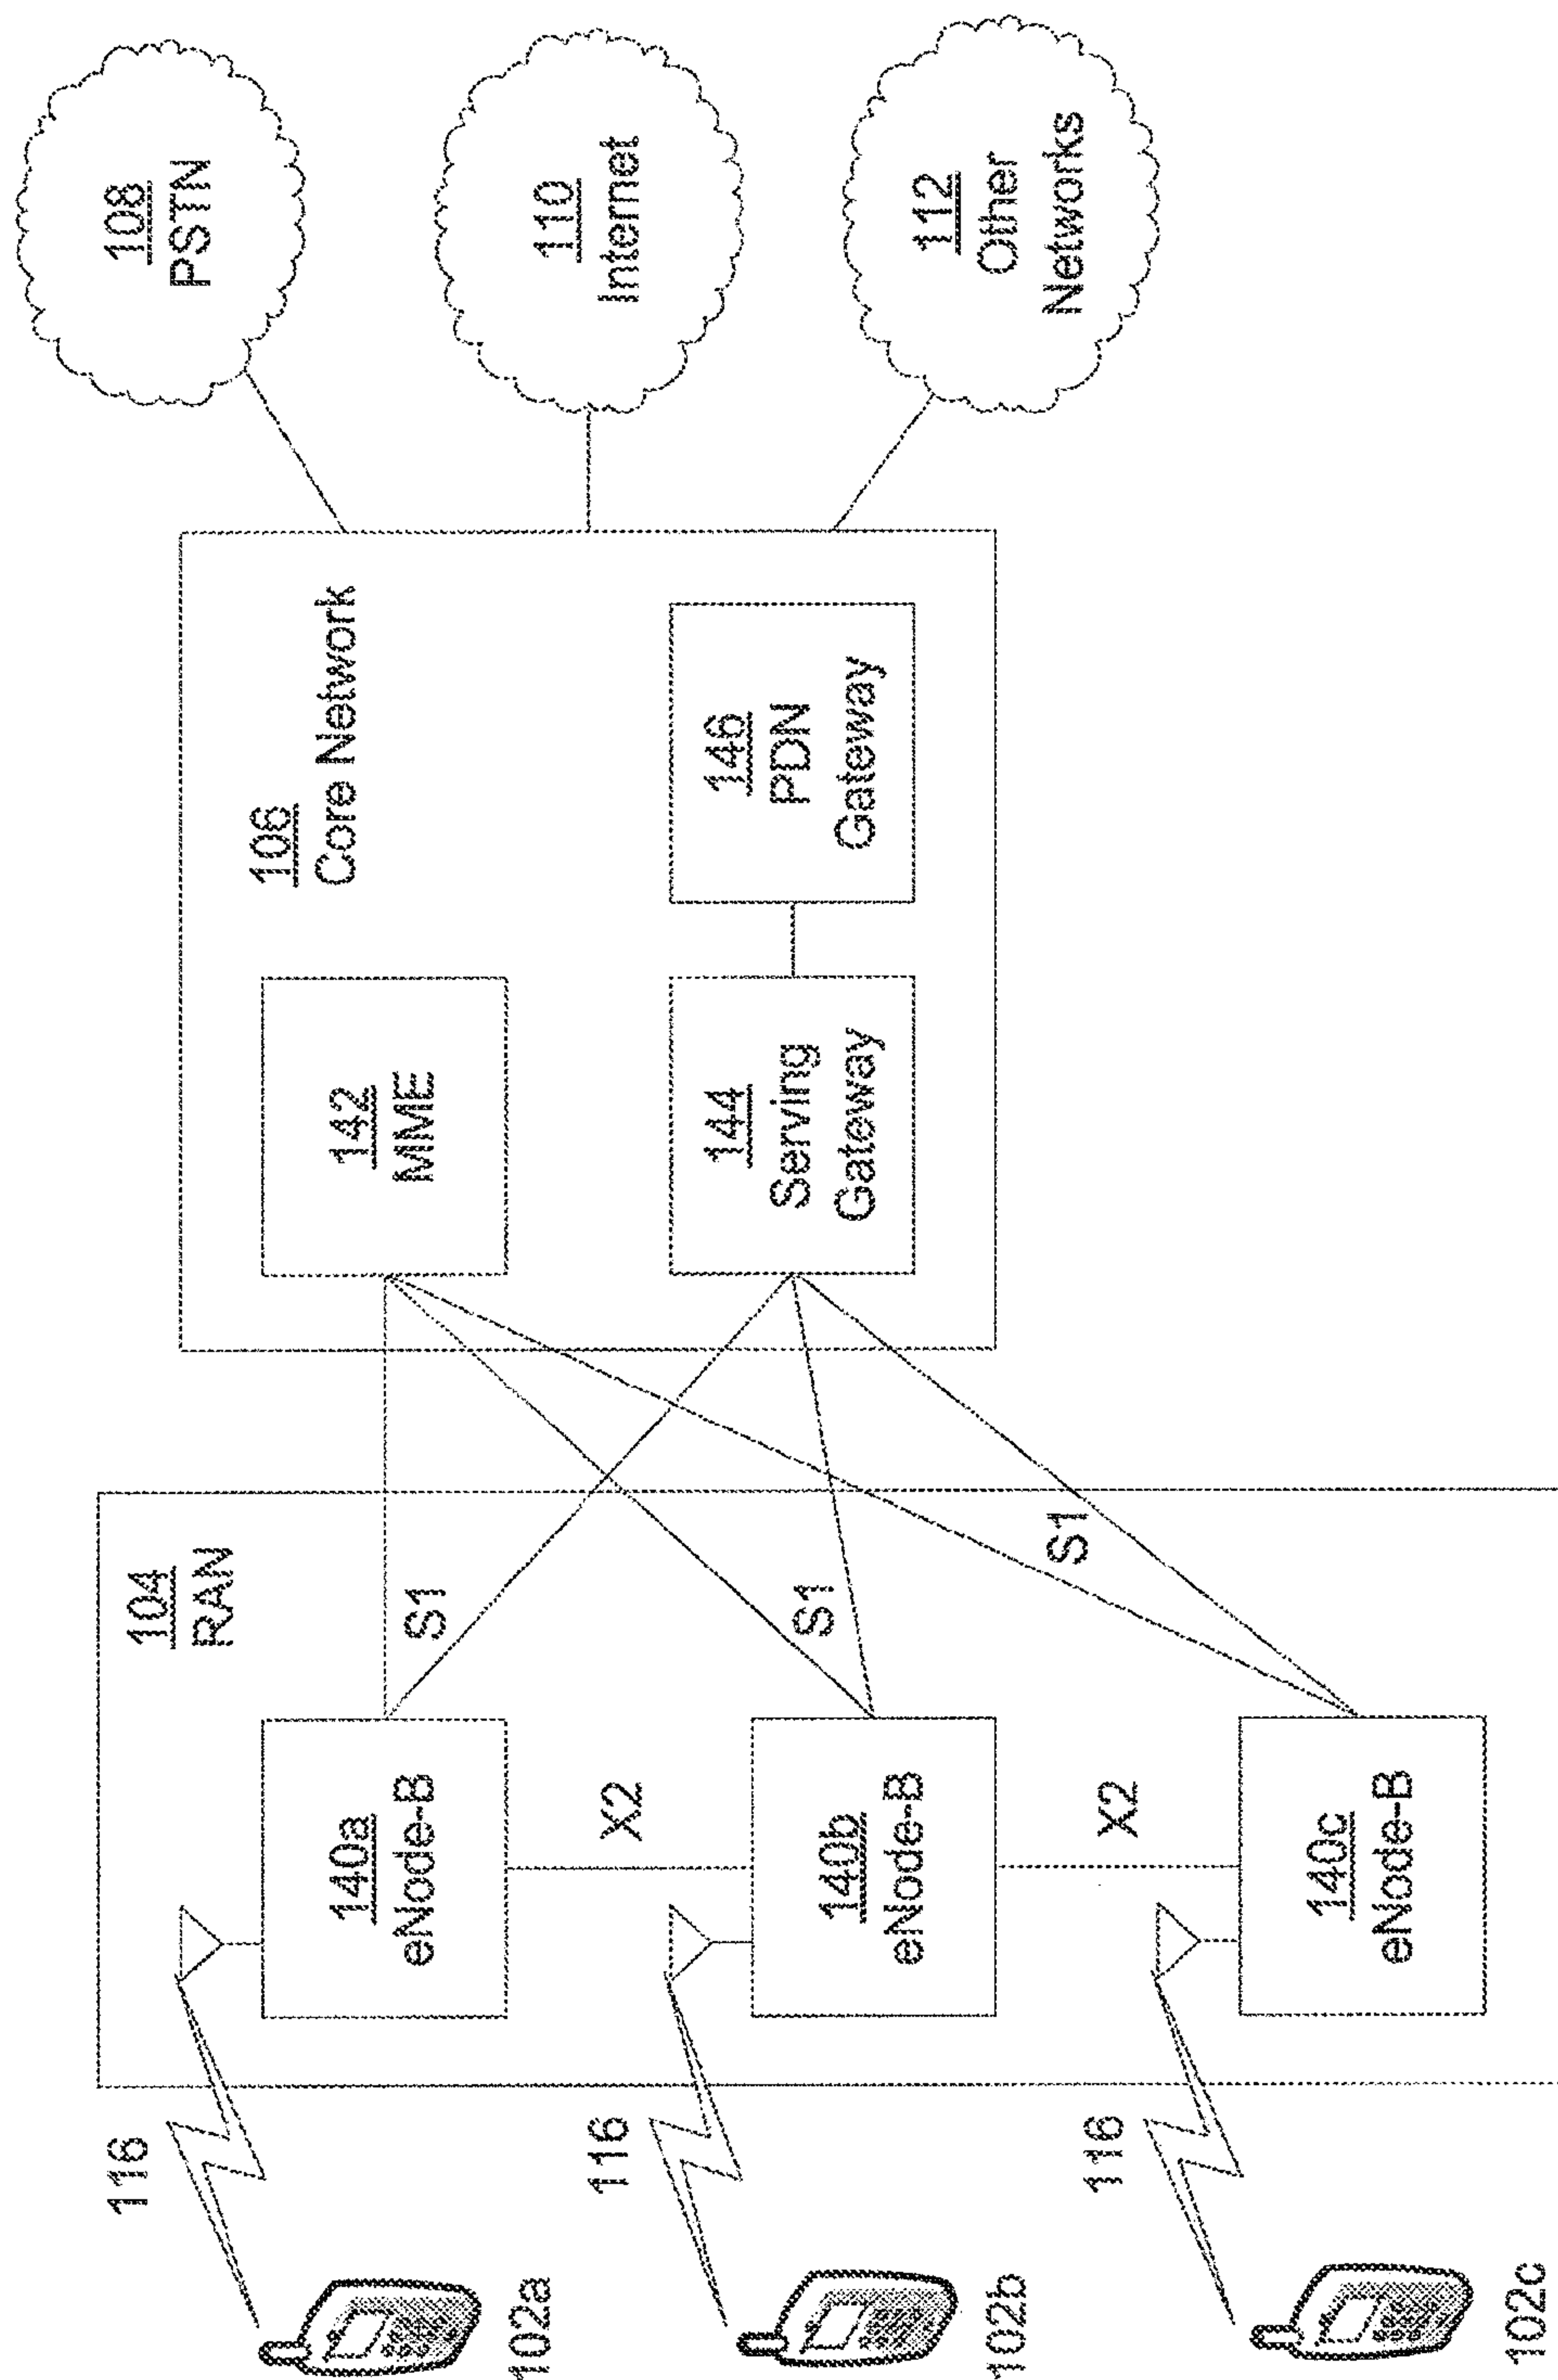 116
102a
116
102b
116
102c
104
RAN
140a
eNode-B
X2
140b
eNode-B
X2
140c
eNode-B
S1
S1
S1
106
Core Network
142
MME
144
Serving
Gateway
146
PDN
Gateway
108
PSTN
110
Internet
112
Other
Networks